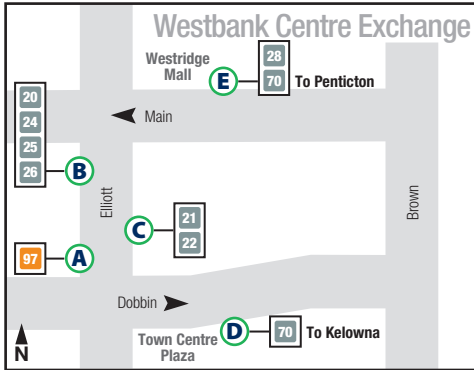 Westbank Centre Exchange
Westridge
Mall
E
28
70
To Penticton
20
24
25
26
B
Main
Elliott
Brown
C
21
22
97
A
Dobbin
Town Centre
Plaza
D
70
To Kelowna
N